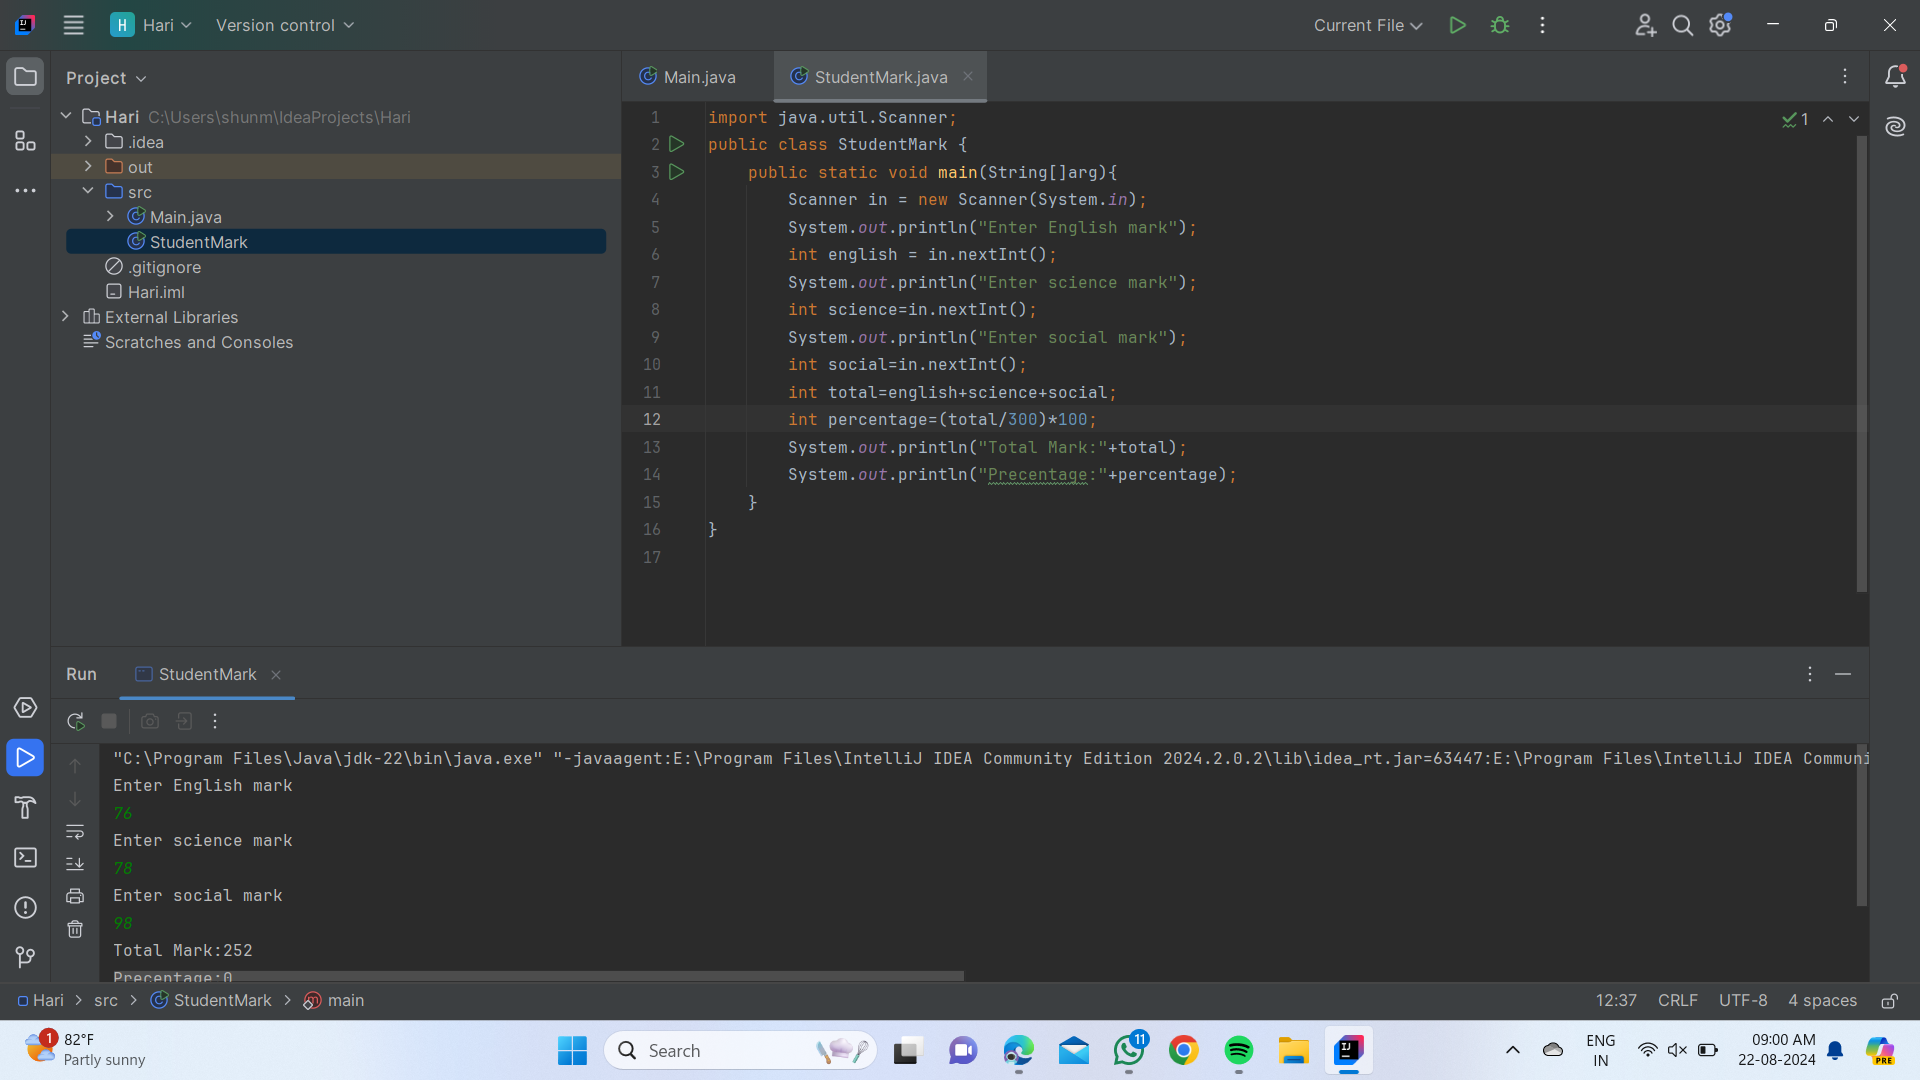 H Hari Version control Current File
Project
Main.java StudentMark.java
Hari C:\Users\shunm\IdeaProjects\Hari
.idea
out
src
Main.java
StudentMark
.gitignore
Hari.iml
External Libraries
Scratches and Consoles
1 import java.util.Scanner; 1
2 public class StudentMark {
3 public static void main(String[]arg){
4 Scanner in = new Scanner(System.in);
5 System.out.println("Enter English mark");
6 int english = in.nextInt();
7 System.out.println("Enter science mark");
8 int science=in.nextInt();
9 System.out.println("Enter social mark");
10 int social=in.nextInt();
11 int total=english+science+social;
12 int percentage=(total/300)*100;
13 System.out.println("Total Mark:"+total);
14 System.out.println("Precentage:"+percentage);
15 }
16 }
17
Run StudentMark
"C:\Program Files\Java\jdk-22\bin\java.exe" "-javaagent:E:\Program Files\IntelliJ IDEA Community Edition 2024.2.0.2\lib\idea_rt.jar=63447:E:\Program Files\IntelliJ IDEA Communi
Enter English mark
76
Enter science mark
78
Enter social mark
98
Total Mark:252
Precentage:0
Hari > src > StudentMark > main 12:37 CRLF UTF-8 4 spaces
1 82°F
Partly sunny
Search
11
IJ
ENG
IN
09:00 AM
22-08-2024
PRE